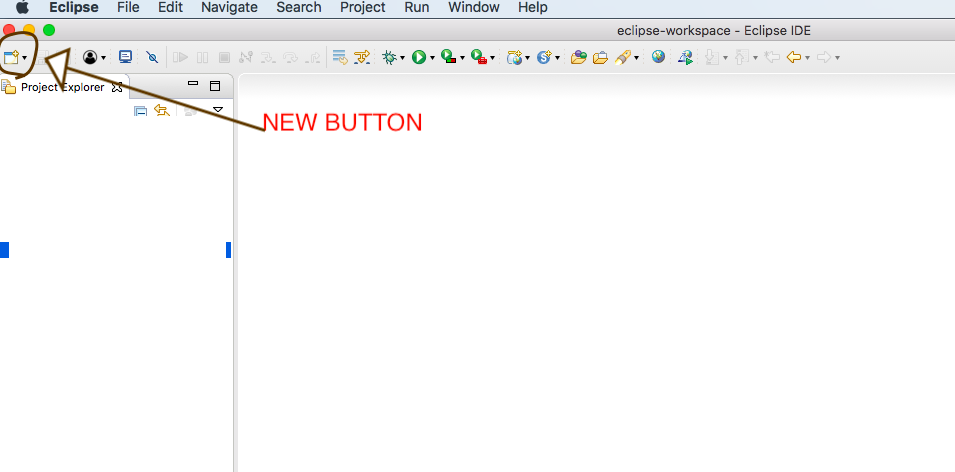 Eclipse File Edit Navigate Search Project Run Window Help
eclipse-workspace - Eclipse IDE
Project Explorer
NEW BUTTON